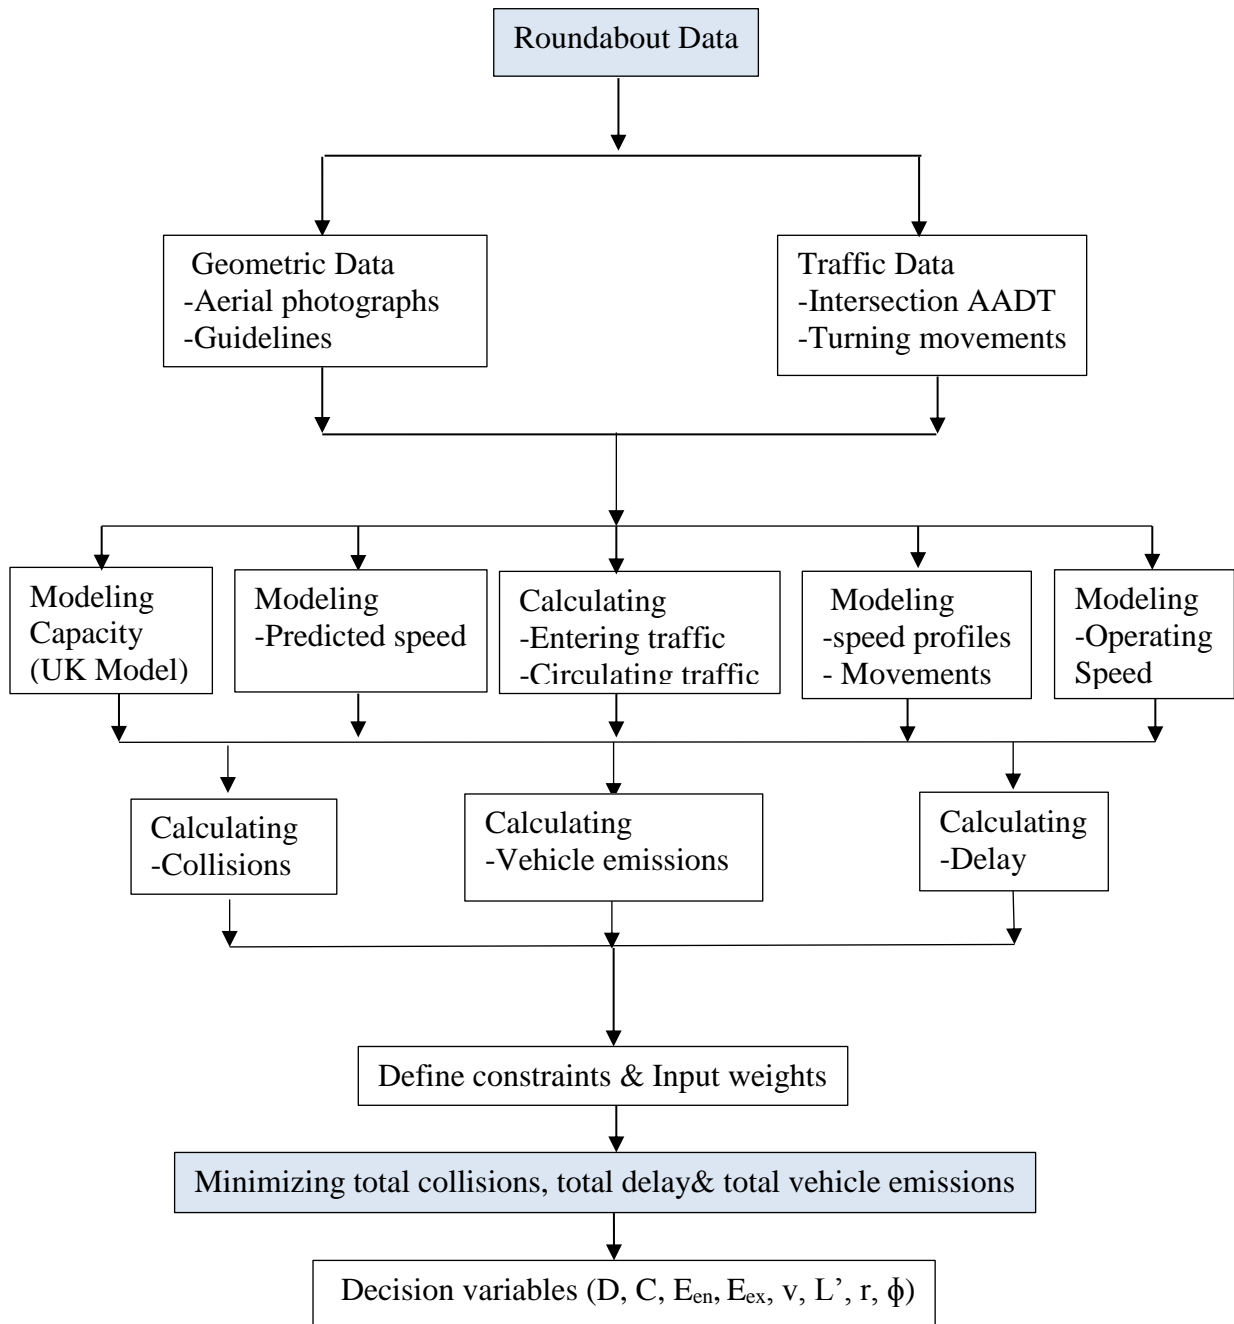 Roundabout Data
Geometric Data
-Aerial photographs
-Guidelines
Traffic Data
-Intersection AADT
-Turning movements
Modeling
Capacity
(UK Model)
Modeling
-Predicted speed
Calculating
-Entering traffic
-Circulating traffic
Modeling
-speed profiles
- Movements
Modeling
-Operating
Speed
Calculating
-Collisions
Calculating
-Vehicle emissions
Calculating
-Delay
Define constraints & Input weights
Minimizing total collisions, total delay& total vehicle emissions
Decision variables (D, C, Eₑₙ, Eₑₓ, v, L’, r, ϕ)